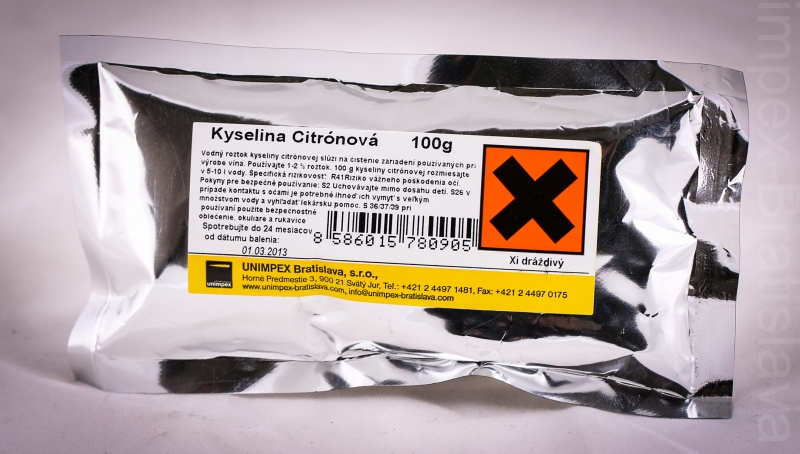 Kyselina Citrónová 100g
Vodný roztok kyseliny citrónovej slúži na čistenie zariadení používaných pri
výrobe vína. Používajte 1-2 % roztok. 100 g kyseliny citrónovej rozmiesajte
v 5-10 l vody. Špecifická rizikovosť: R41Riziko vážneho poškodenia očí.
Pokyny pre bezpečné používanie: S2 Uchovávajte mimo dosahu detí. S26 V
prípade kontaktu s očami je potrebné ihneď ich vymyť s veľkým
množstvom vody a vyhľadať lekársku pomoc. S 36/37/39 pri
používaní použite bezpečnostné
oblečenie, okuliare a rukavice
Spotrebujte do 24 mesiacov
od dátumu balenia:
01.03.2013
8 586015 780905
Xi dráždivý
UNIMPEX Bratislava, s.r.o.,
Horné Predmestie 3, 900 21 Svätý Jur, Tel.: +421 2 4497 1481, Fax: +421 2 4497 0175
www.unimpex-bratislava.com, info@unimpex-bratislava.com
unimpex